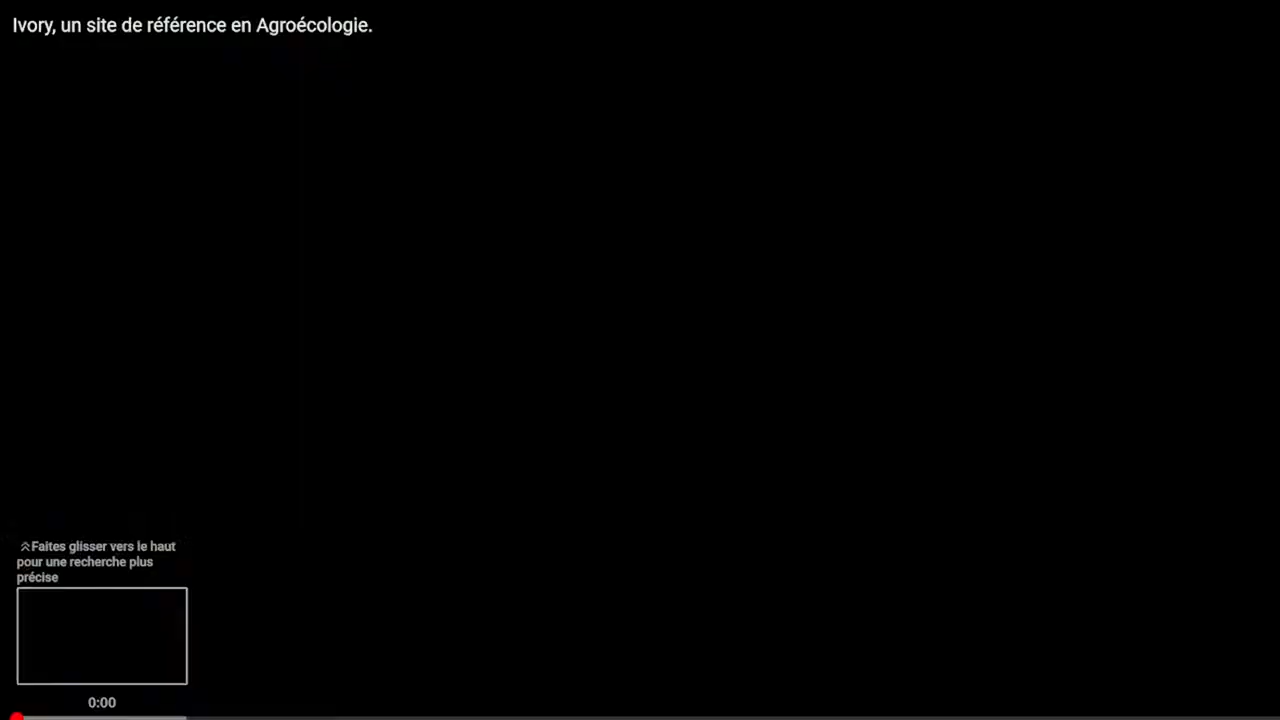 Ivory, un site de référence en Agroécologie.
Faites glisser vers le haut
pour une recherche plus
précise
0:00